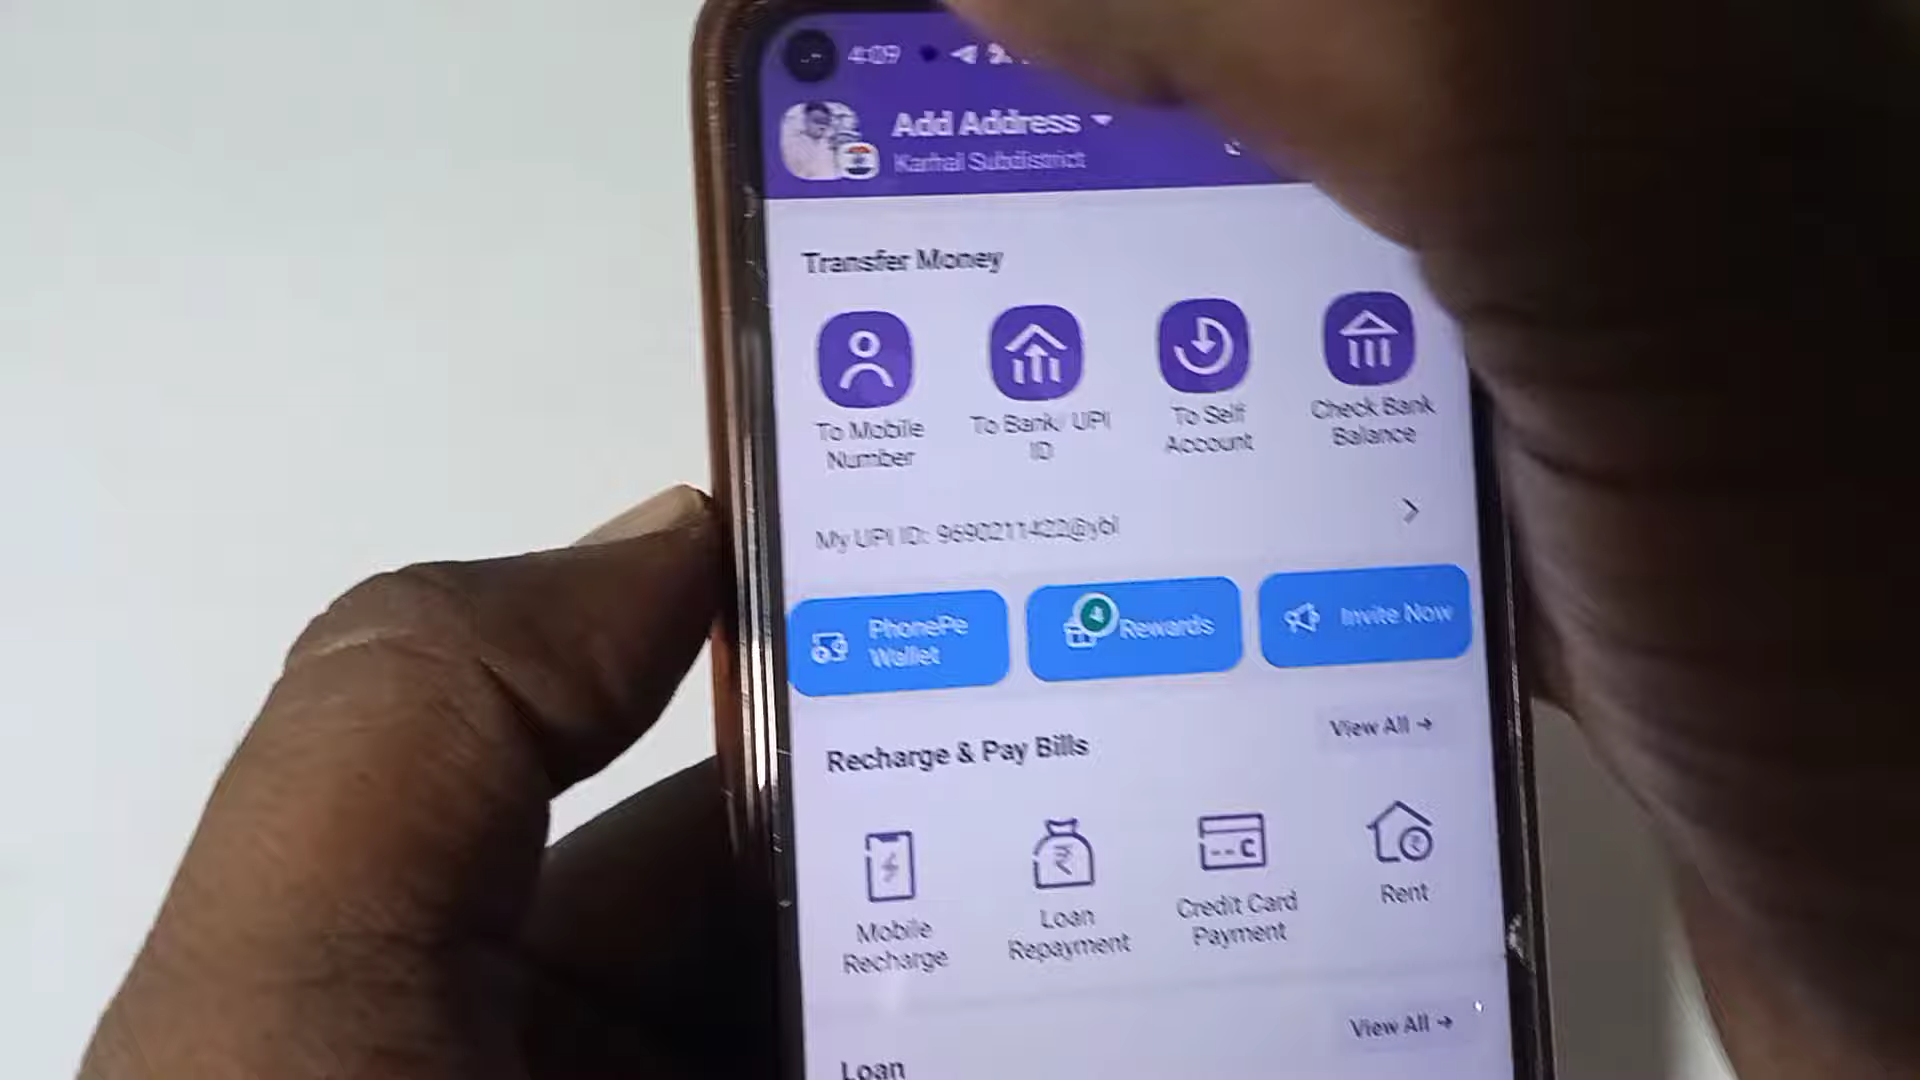 4:09
Add Address
Karhal Subdistrict
Transfer Money
To Mobile
Number
To Bank/ UPI
ID
To Self
Account
Check Bank
Balance
My UPI ID: 9690211422@ybl
PhonePe
Wallet
4
Rewards
Invite Now
Recharge & Pay Bills
View All →
Mobile
Recharge
Loan
Repayment
Credit Card
Payment
Rent
View All →
Loan